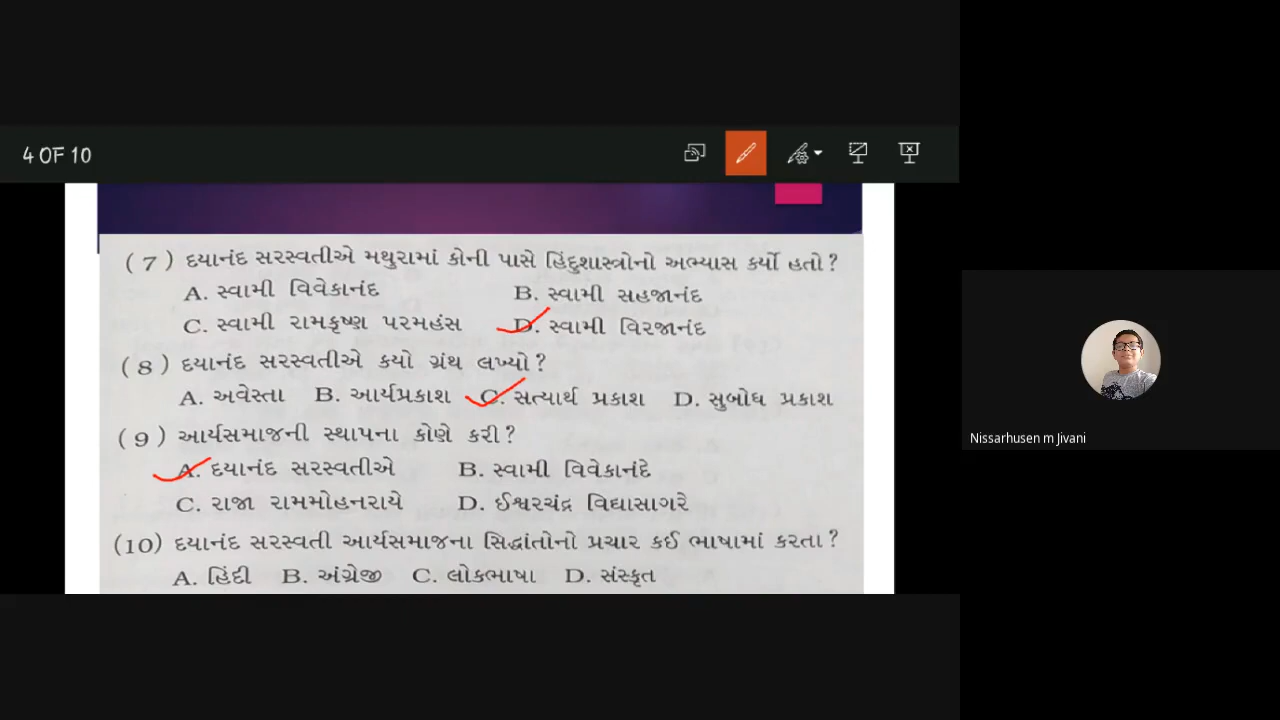 4 OF 10
( 7 ) દયાનંદ સરસ્વતીએ મથુરામાં કોની પાસે હિંદુશાસ્ત્રોનો અભ્યાસ કર્યો હતો ?
A. સ્વામી વિવેકાનંદ B. સ્વામી સહજાનંદ
C. સ્વામી રામકૃષ્ણ પરમહંસ D. સ્વામી વિરજાનંદ
( 8 ) દયાનંદ સરસ્વતીએ કયો ગ્રંથ લખ્યો ?
A. અવેસ્તા B. આર્યપ્રકાશ C. સત્યાર્થ પ્રકાશ D. સુબોધ પ્રકાશ
( 9 ) આર્યસમાજની સ્થાપના કોણે કરી ?
A. દયાનંદ સરસ્વતીએ B. સ્વામી વિવેકાનંદે
C. રાજા રામમોહનરાયે D. ઈશ્વરચંદ્ર વિદ્યાસાગરે
(10) દયાનંદ સરસ્વતી આર્યસમાજના સિદ્ધાંતોનો પ્રચાર કઈ ભાષામાં કરતા ?
A. હિંદી B. અંગ્રેજી C. લોકભાષા D. સંસ્કૃત
Nissarhusen m Jivani